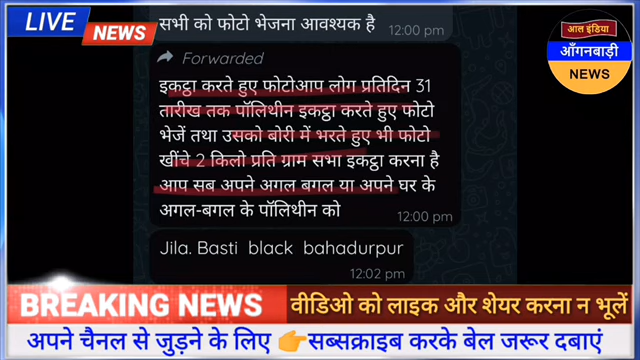 LIVE
NEWS
सभी को फोटो भेजना आवश्यक है
12:00 pm
Forwarded
इकट्ठा करते हुए फोटोआप लोग प्रतिदिन 31
तारीख तक पॉलिथीन इकट्ठा करते हुए फोटो
भेजें तथा उसको बोरी में भरते हुए भी फोटो
खींचे 2 किलो प्रति ग्राम सभा इकट्ठा करना है
आप सब अपने अगल बगल या अपने घर के
अगल-बगल के पॉलिथीन को
12:00 pm
Jila. Basti black bahadurpur
12:02 pm
आल इंडिया
आँगनबाड़ी
NEWS
BREAKING NEWS
वीडियो को लाइक और शेयर करना न भूलें
अपने चैनल से जुड़ने के लिए 👉सब्सक्राइब करके बेल जरूर दबाएं